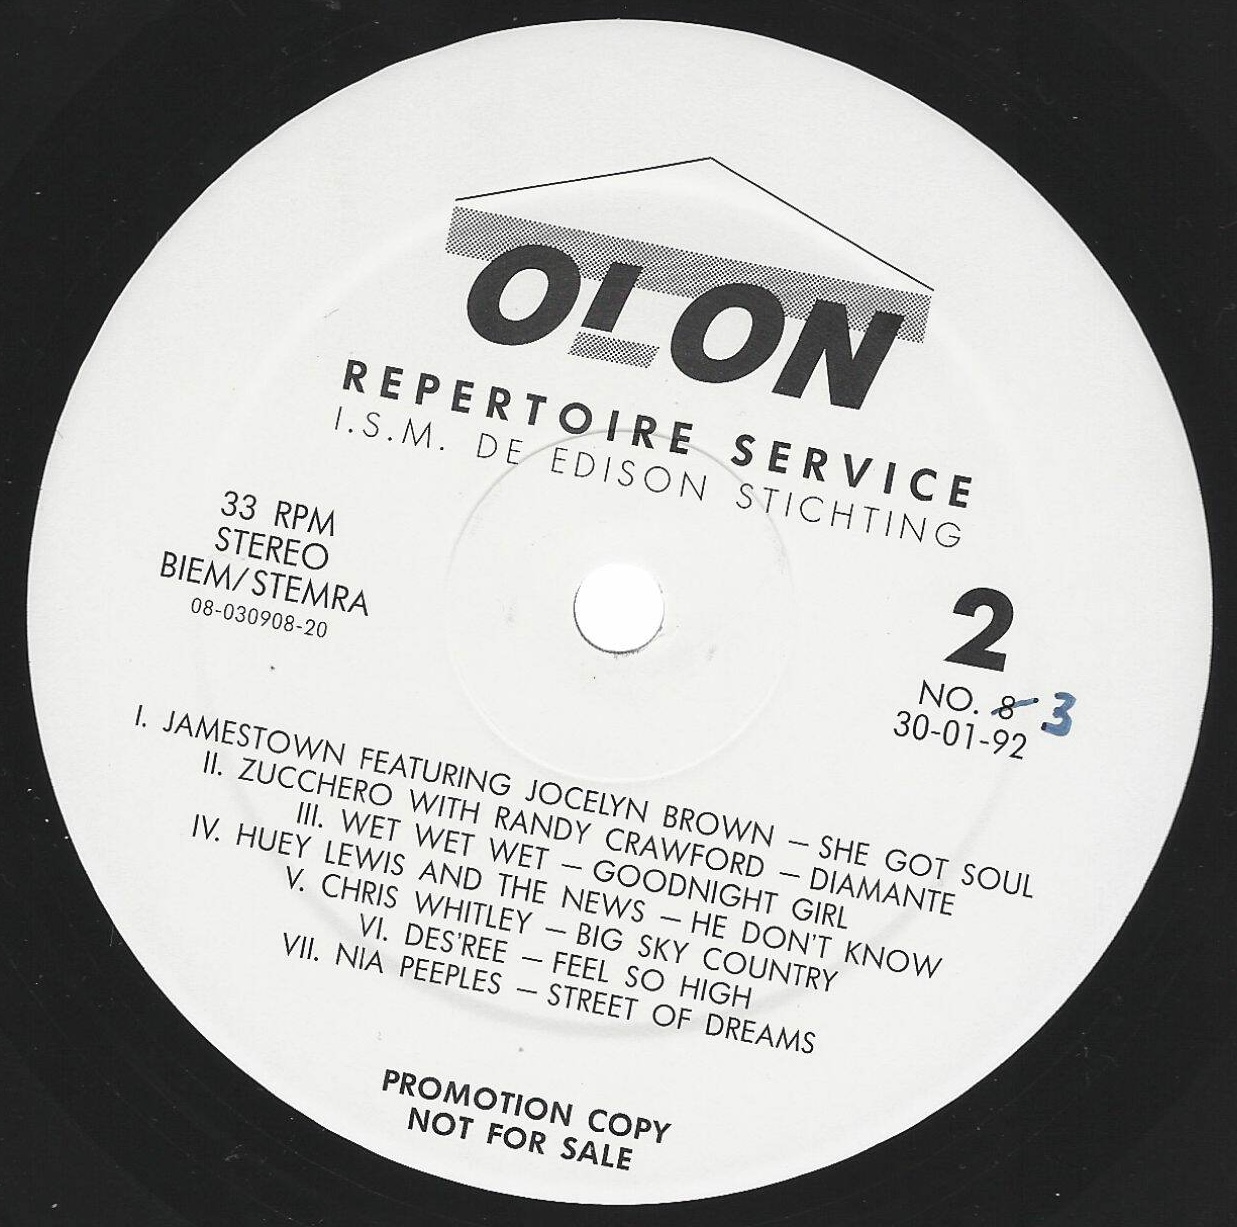 OLON
REPERTOIRE SERVICE
I.S.M. DE EDISON STICHTING
33 RPM
STEREO
BIEM/STEMRA
08-030908-20
2
NO. 8 3
30-01-92
I. JAMESTOWN FEATURING JOCELYN BROWN – SHE GOT SOUL
II. ZUCCHERO WITH RANDY CRAWFORD – DIAMANTE
III. WET WET WET – GOODNIGHT GIRL
IV. HUEY LEWIS AND THE NEWS – HE DON'T KNOW
V. CHRIS WHITLEY – BIG SKY COUNTRY
VI. DES'REE – FEEL SO HIGH
VII. NIA PEEPLES – STREET OF DREAMS
PROMOTION COPY
NOT FOR SALE